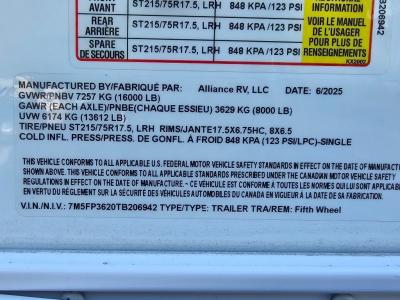 FRONT
AVANT ST215/75R17.5, LRH 848 KPA /123 PSI
REAR
ARRIÈRE ST215/75R17.5, LRH 848 KPA /123 PSI
SPARE
DE SECOURS ST215/75R17.5, LRH 848 KPA /123 PSI
ADDITIONAL
INFORMATION
VOIR LE MANUEL
DE L'USAGER
POUR PLUS DE
RENSEIGNEMENTS
KX2002
B206942
MANUFACTURED BY/FABRIQUÉ PAR: Alliance RV, LLC DATE: 6/2025
GVWR/PNBV 7257 KG (16000 LB)
GAWR (EACH AXLE)/PNBE(CHAQUE ESSIEU) 3629 KG (8000 LB)
UVW 6174 KG (13612 LB)
TIRE/PNEU ST215/75R17.5, LRH RIMS/JANTE17.5X6.75HC, 8X6.5
COLD INFL. PRESS/PRESS. DE GONFL. À FROID 848 KPA (123 PSI/LPC)-SINGLE
THIS VEHICLE CONFORMS TO ALL APPLICABLE U.S. FEDERAL MOTOR VEHICLE SAFETY STANDARDS IN EFFECT ON THE DATE OF M
SHOWN ABOVE. THIS VEHICLE CONFORMS TO ALL APPLICABLE STANDARDS PRESCRIBED UNDER THE CANADIAN MOTOR VEHICLE SAFETY
REGULATIONS IN EFFECT ON THE DATE OF MANUFACTURE ~ CE VÉHICULE EST CONFORME À TOUTES LES NORMES QUI LUI SONT APPLICABL
EN VERTU DU RÈGLEMENT SUR LA SÉCURITÉ DES VÉHICULES AUTOMOBILES DU CANADA EN VIGUEUR À LA DATE DE SA FABRICATION.
V.I.N./N.I.V.: 7M5FP3620TB206942 TYPE/TYPE: TRAILER TRA/REM: Fifth Wheel